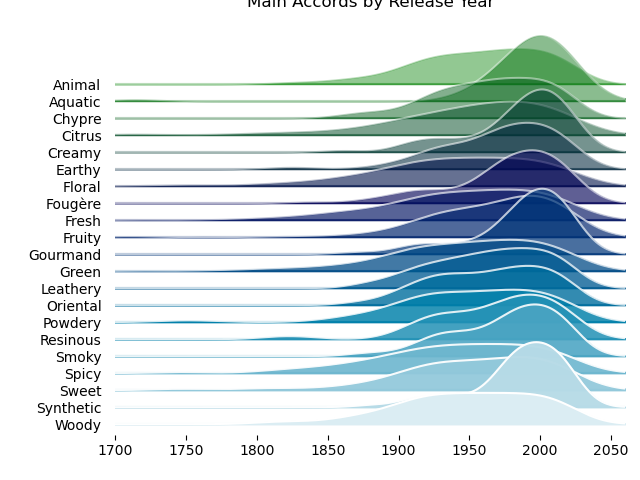 Main Accords by Release Year
Animal
Aquatic
Chypre
Citrus
Creamy
Earthy
Floral
Fougère
Fresh
Fruity
Gourmand
Green
Leathery
Oriental
Powdery
Resinous
Smoky
Spicy
Sweet
Synthetic
Woody
1700 1750 1800 1850 1900 1950 2000 2050